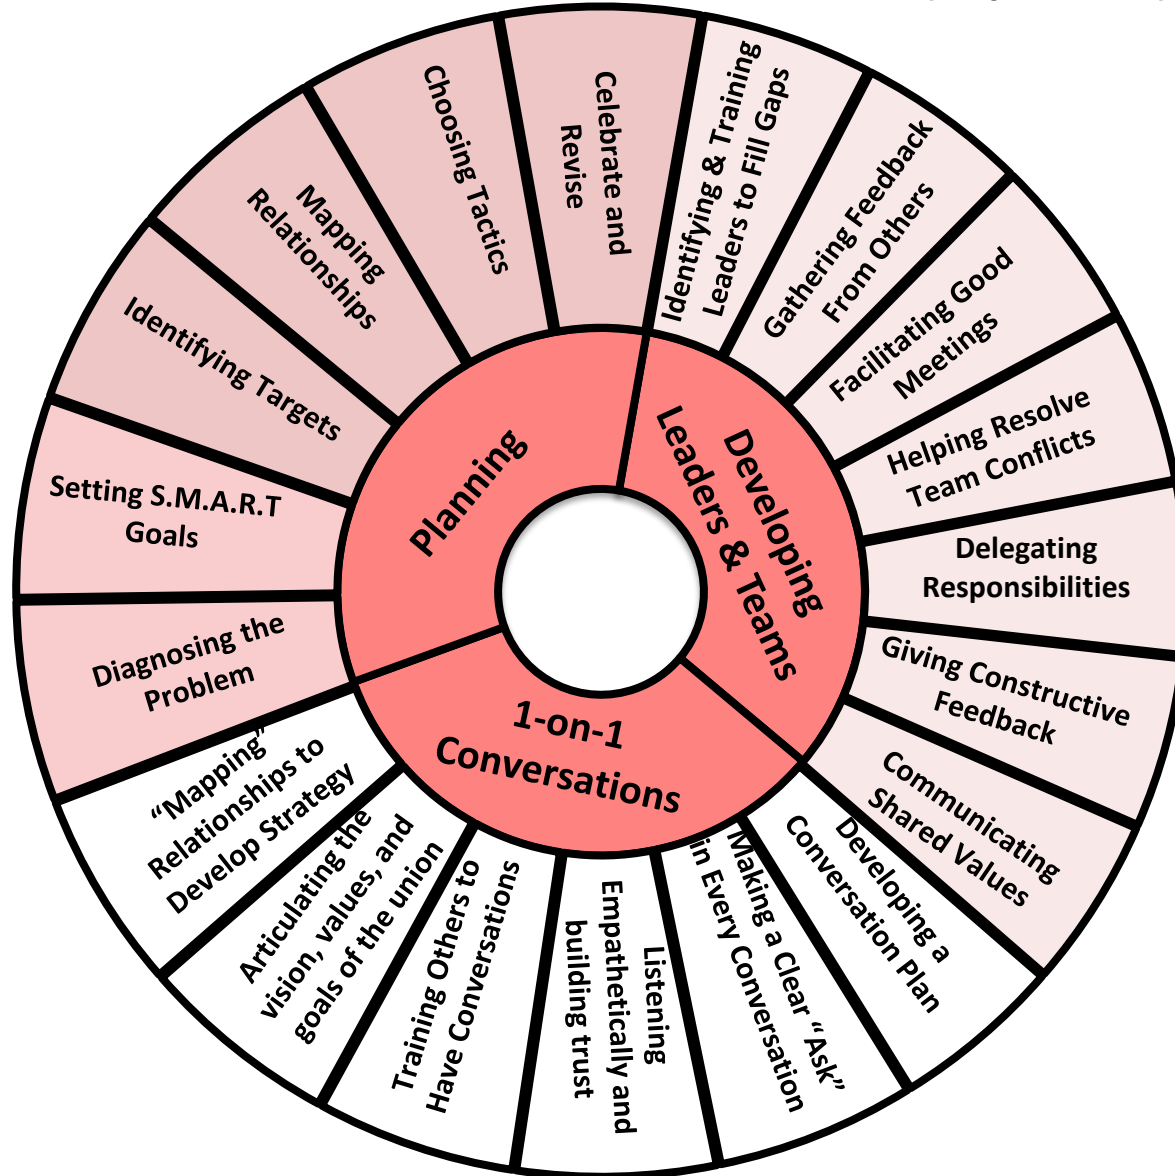 Planning
Developing
Leaders & Teams
1-on-1
Conversations
Celebrate and
Revise
Identifying & Training
Leaders to Fill Gaps
Gathering Feedback
From Others
Facilitating Good
Meetings
Helping Resolve
Team Conflicts
Delegating
Responsibilities
Giving Constructive
Feedback
Communicating
Shared Values
Developing a
Conversation Plan
Making a Clear “Ask”
in Every Conversation
Listening
Empathetically and
building trust
Training Others to
Have Conversations
Articulating the
vision, values, and
goals of the union
“Mapping”
Relationships to
Develop Strategy
Diagnosing the
Problem
Setting S.M.A.R.T
Goals
Identifying Targets
Mapping
Relationships
Choosing Tactics